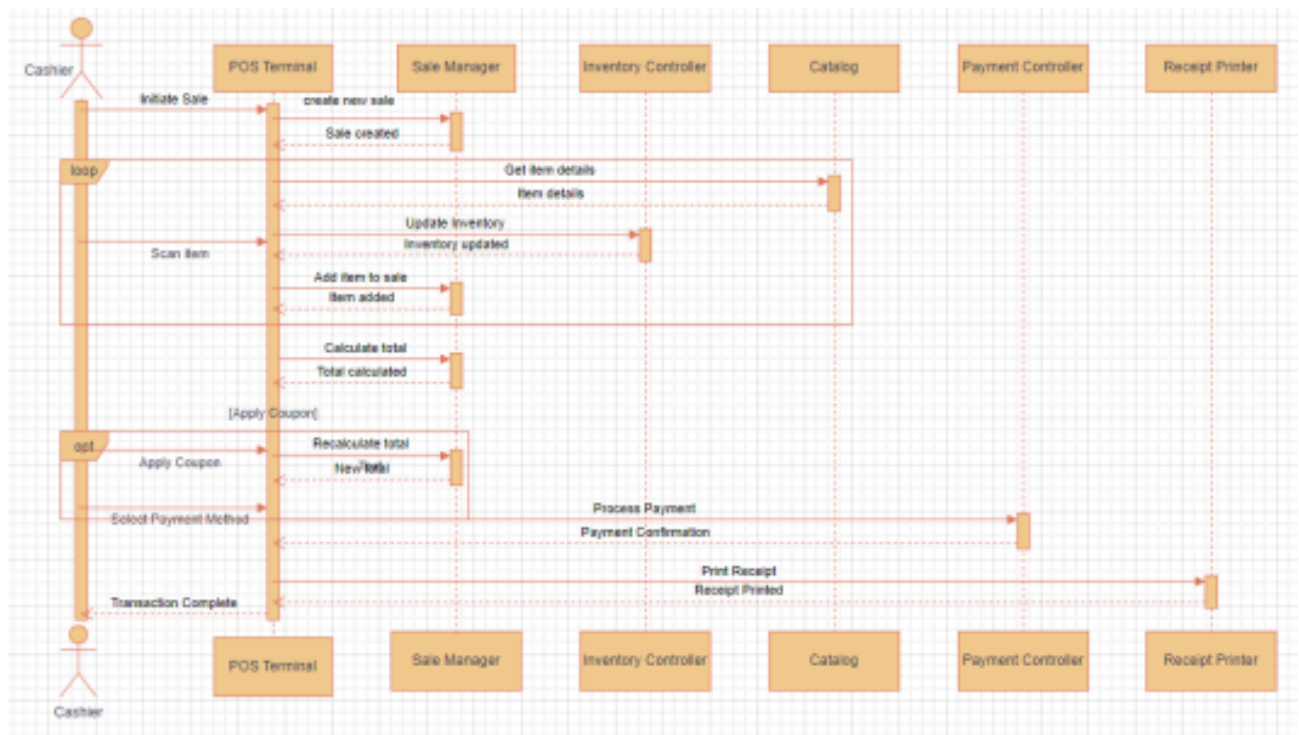 Cashier
POS Terminal
Sale Manager
Inventory Controller
Catalog
Payment Controller
Receipt Printer
Initiate Sale
create new sale
Sale created
loop
Get item details
Item details
Update Inventory
Inventory updated
Scan item
Add item to sale
Item added
Calculate total
Total calculated
[Apply Coupon]
opt
Recalculate total
Apply Coupon
New total
Select Payment Method
Process Payment
Payment Confirmation
Print Receipt
Receipt Printed
Transaction Complete
POS Terminal
Sale Manager
Inventory Controller
Catalog
Payment Controller
Receipt Printer
Cashier